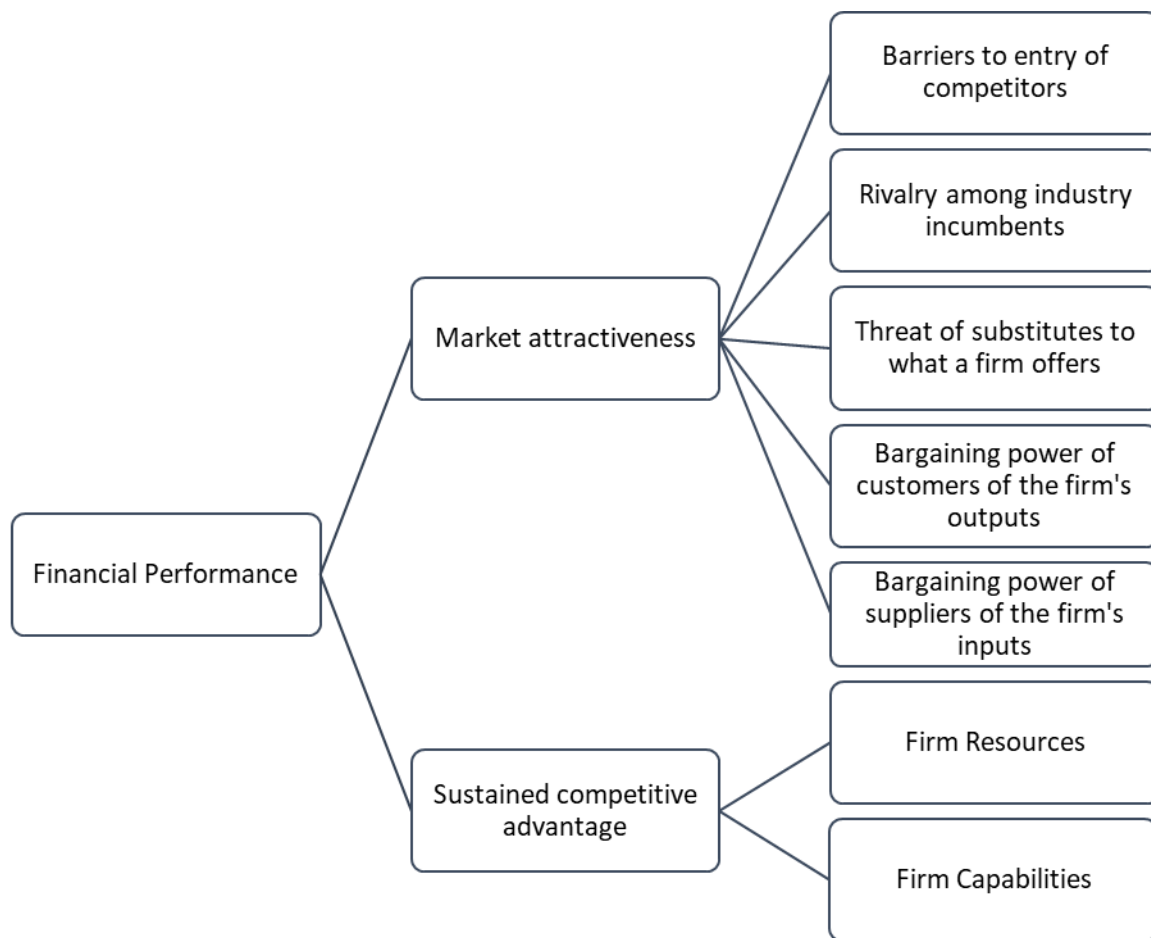 Barriers to entry of
competitors
Rivalry among industry
incumbents
Market attractiveness
Threat of substitutes to
what a firm offers
Bargaining power of
customers of the firm's
outputs
Financial Performance
Bargaining power of
suppliers of the firm's
inputs
Firm Resources
Sustained competitive
advantage
Firm Capabilities